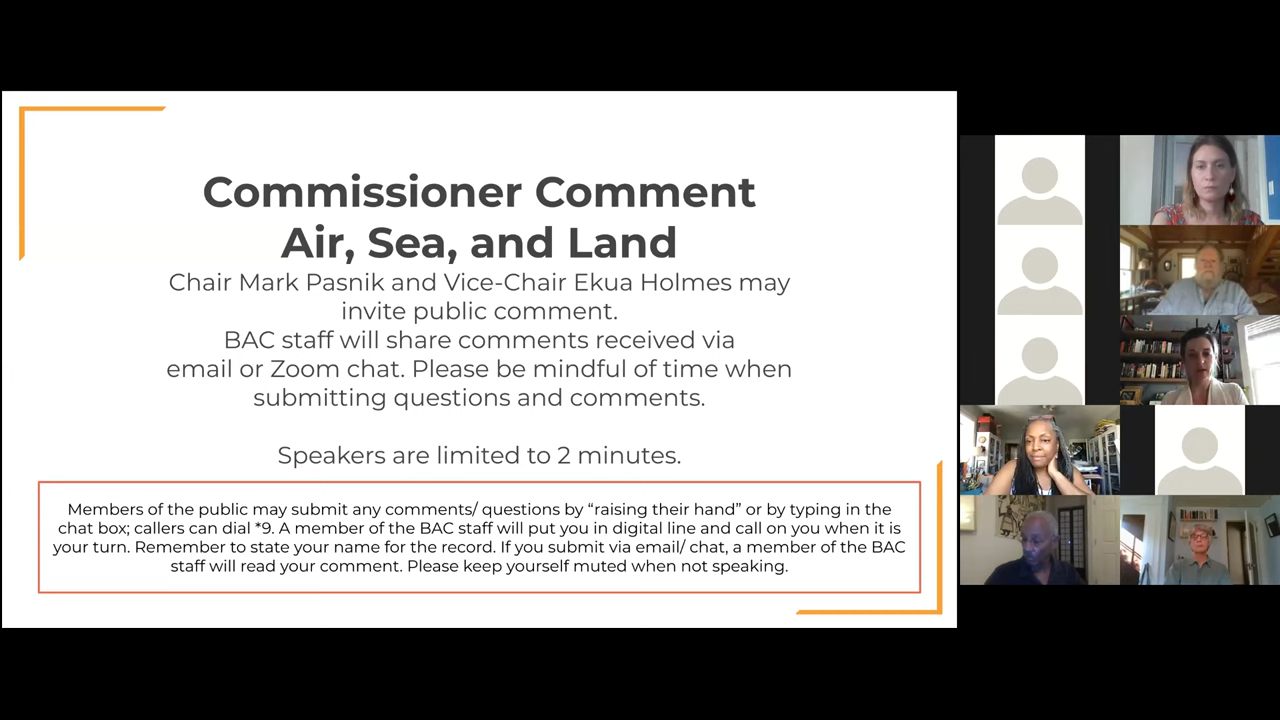 Commissioner Comment
Air, Sea, and Land
Chair Mark Pasnik and Vice-Chair Ekua Holmes may
invite public comment.
BAC staff will share comments received via
email or Zoom chat. Please be mindful of time when
submitting questions and comments.
Speakers are limited to 2 minutes.
Members of the public may submit any comments/ questions by “raising their hand” or by typing in the
chat box; callers can dial *9. A member of the BAC staff will put you in digital line and call on you when it is
your turn. Remember to state your name for the record. If you submit via email/ chat, a member of the BAC
staff will read your comment. Please keep yourself muted when not speaking.